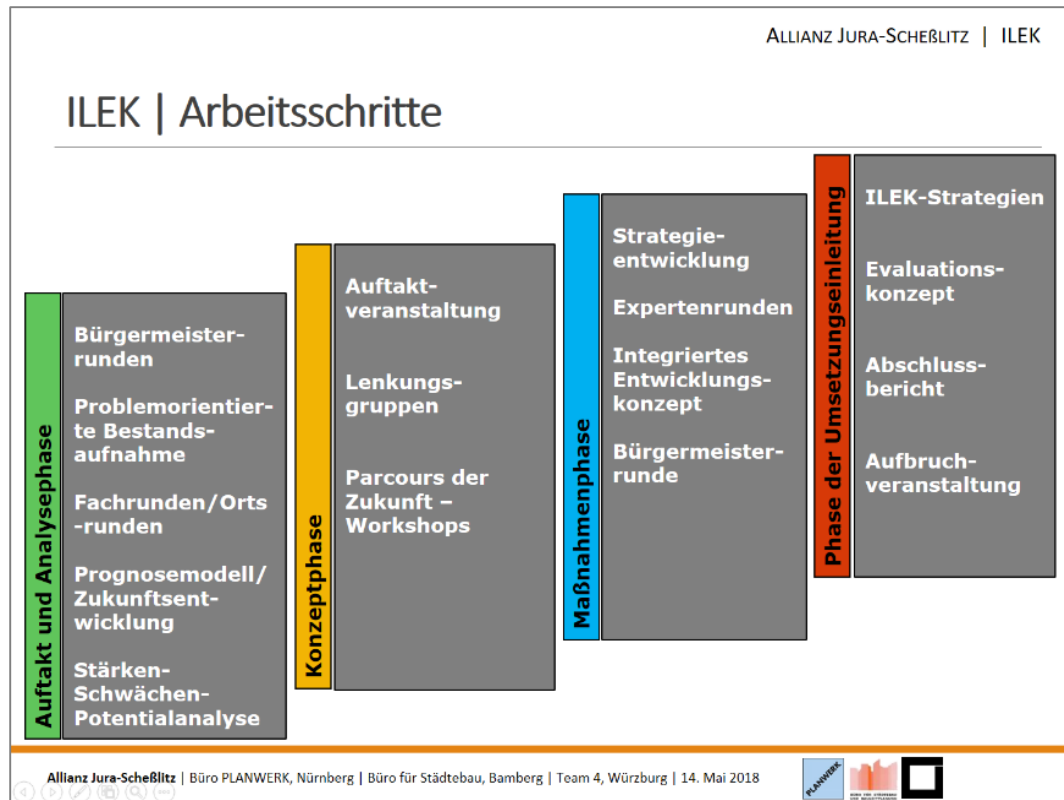 ALLIANZ JURA-SCHEßLITZ | ILEK
ILEK | Arbeitsschritte
Auftakt und Analysephase
Bürgermeister-
runden
Problemorientier-
te Bestands-
aufnahme
Fachrunden/Orts
-runden
Prognosemodell/
Zukunftsent-
wicklung
Stärken-
Schwächen-
Potentialanalyse
Konzeptphase
Auftakt-
veranstaltung
Lenkungs-
gruppen
Parcours der
Zukunft –
Workshops
Maßnahmenphase
Strategie-
entwicklung
Expertenrunden
Integriertes
Entwicklungs-
konzept
Bürgermeister-
runde
Phase der Umsetzungseinleitung
ILEK-Strategien
Evaluations-
konzept
Abschluss-
bericht
Aufbruch-
veranstaltung
Allianz Jura-Scheßlitz | Büro PLANWERK, Nürnberg | Büro für Städtebau, Bamberg | Team 4, Würzburg | 14. Mai 2018
PLANWERK